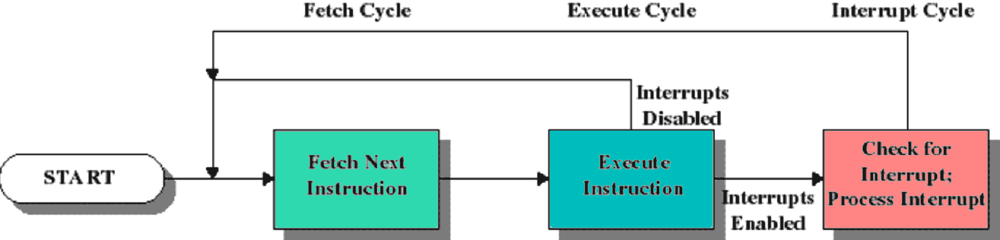 Fetch Cycle
Execute Cycle
Interrupt Cycle
Interrupts
Disabled
START
Fetch Next
Instruction
Execute
Instruction
Interrupts
Enabled
Check for
Interrupt;
Process Interrupt